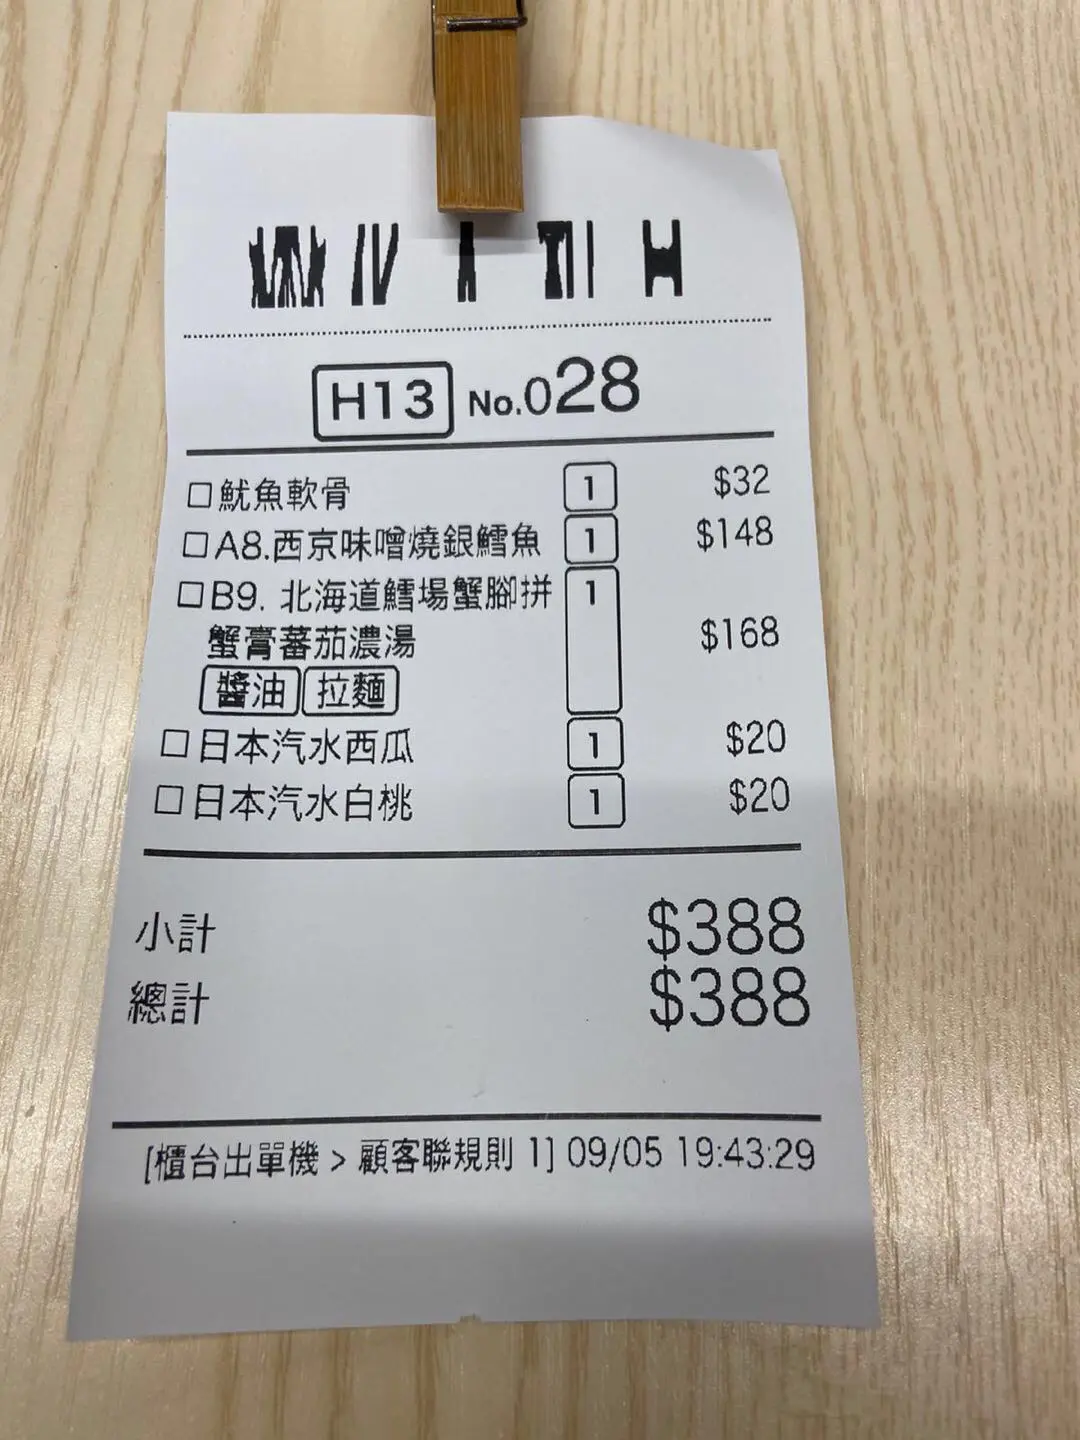 H13 No.028
□魷魚軟骨 1 $32
□A8.西京味噌燒銀鱈魚 1 $148
□B9. 北海道鱈場蟹腳拼 1
蟹膏蕃茄濃湯 $168
醬油 拉麵
□日本汽水西瓜 1 $20
□日本汽水白桃 1 $20
小計 $388
總計 $388
[櫃台出單機 > 顧客聯規則 1] 09/05 19:43:29